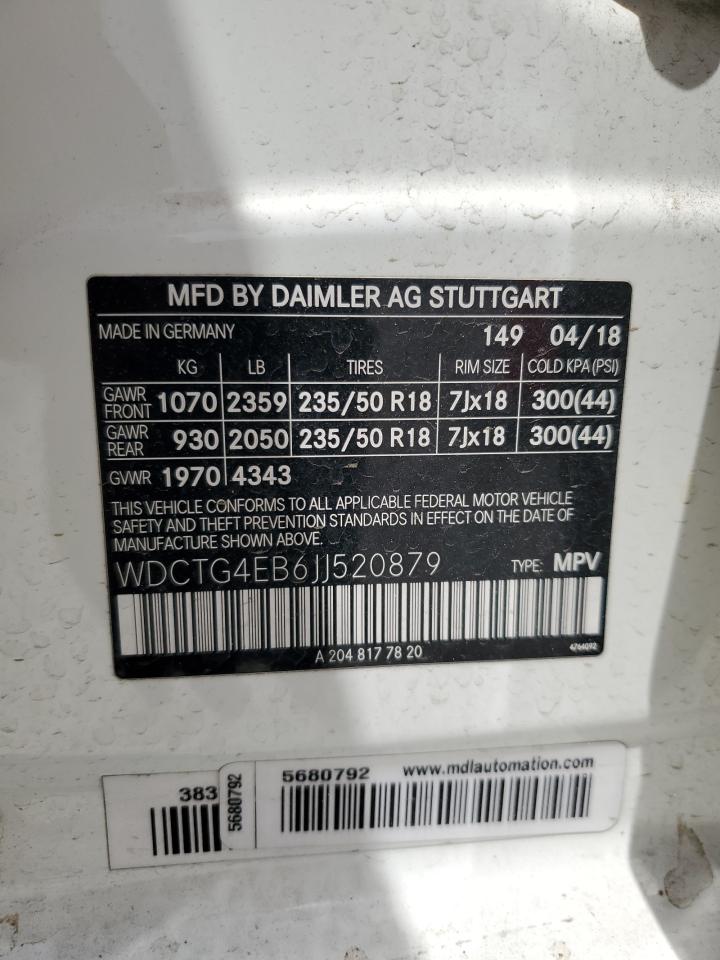 MFD BY DAIMLER AG STUTTGART
MADE IN GERMANY 149 04/18
KG LB TIRES RIM SIZE COLD KPA (PSI)
GAWR FRONT 1070 2359 235/50 R18 7Jx18 300(44)
GAWR REAR 930 2050 235/50 R18 7Jx18 300(44)
GVWR 1970 4343
THIS VEHICLE CONFORMS TO ALL APPLICABLE FEDERAL MOTOR VEHICLE
SAFETY AND THEFT PREVENTION STANDARDS IN EFFECT ON THE DATE OF
MANUFACTURE SHOWN ABOVE.
WDCTG4EB6JJ520879 TYPE: MPV
A 204 817 78 20 4764092
5680792 www.mdlautomation.com
383
5680792